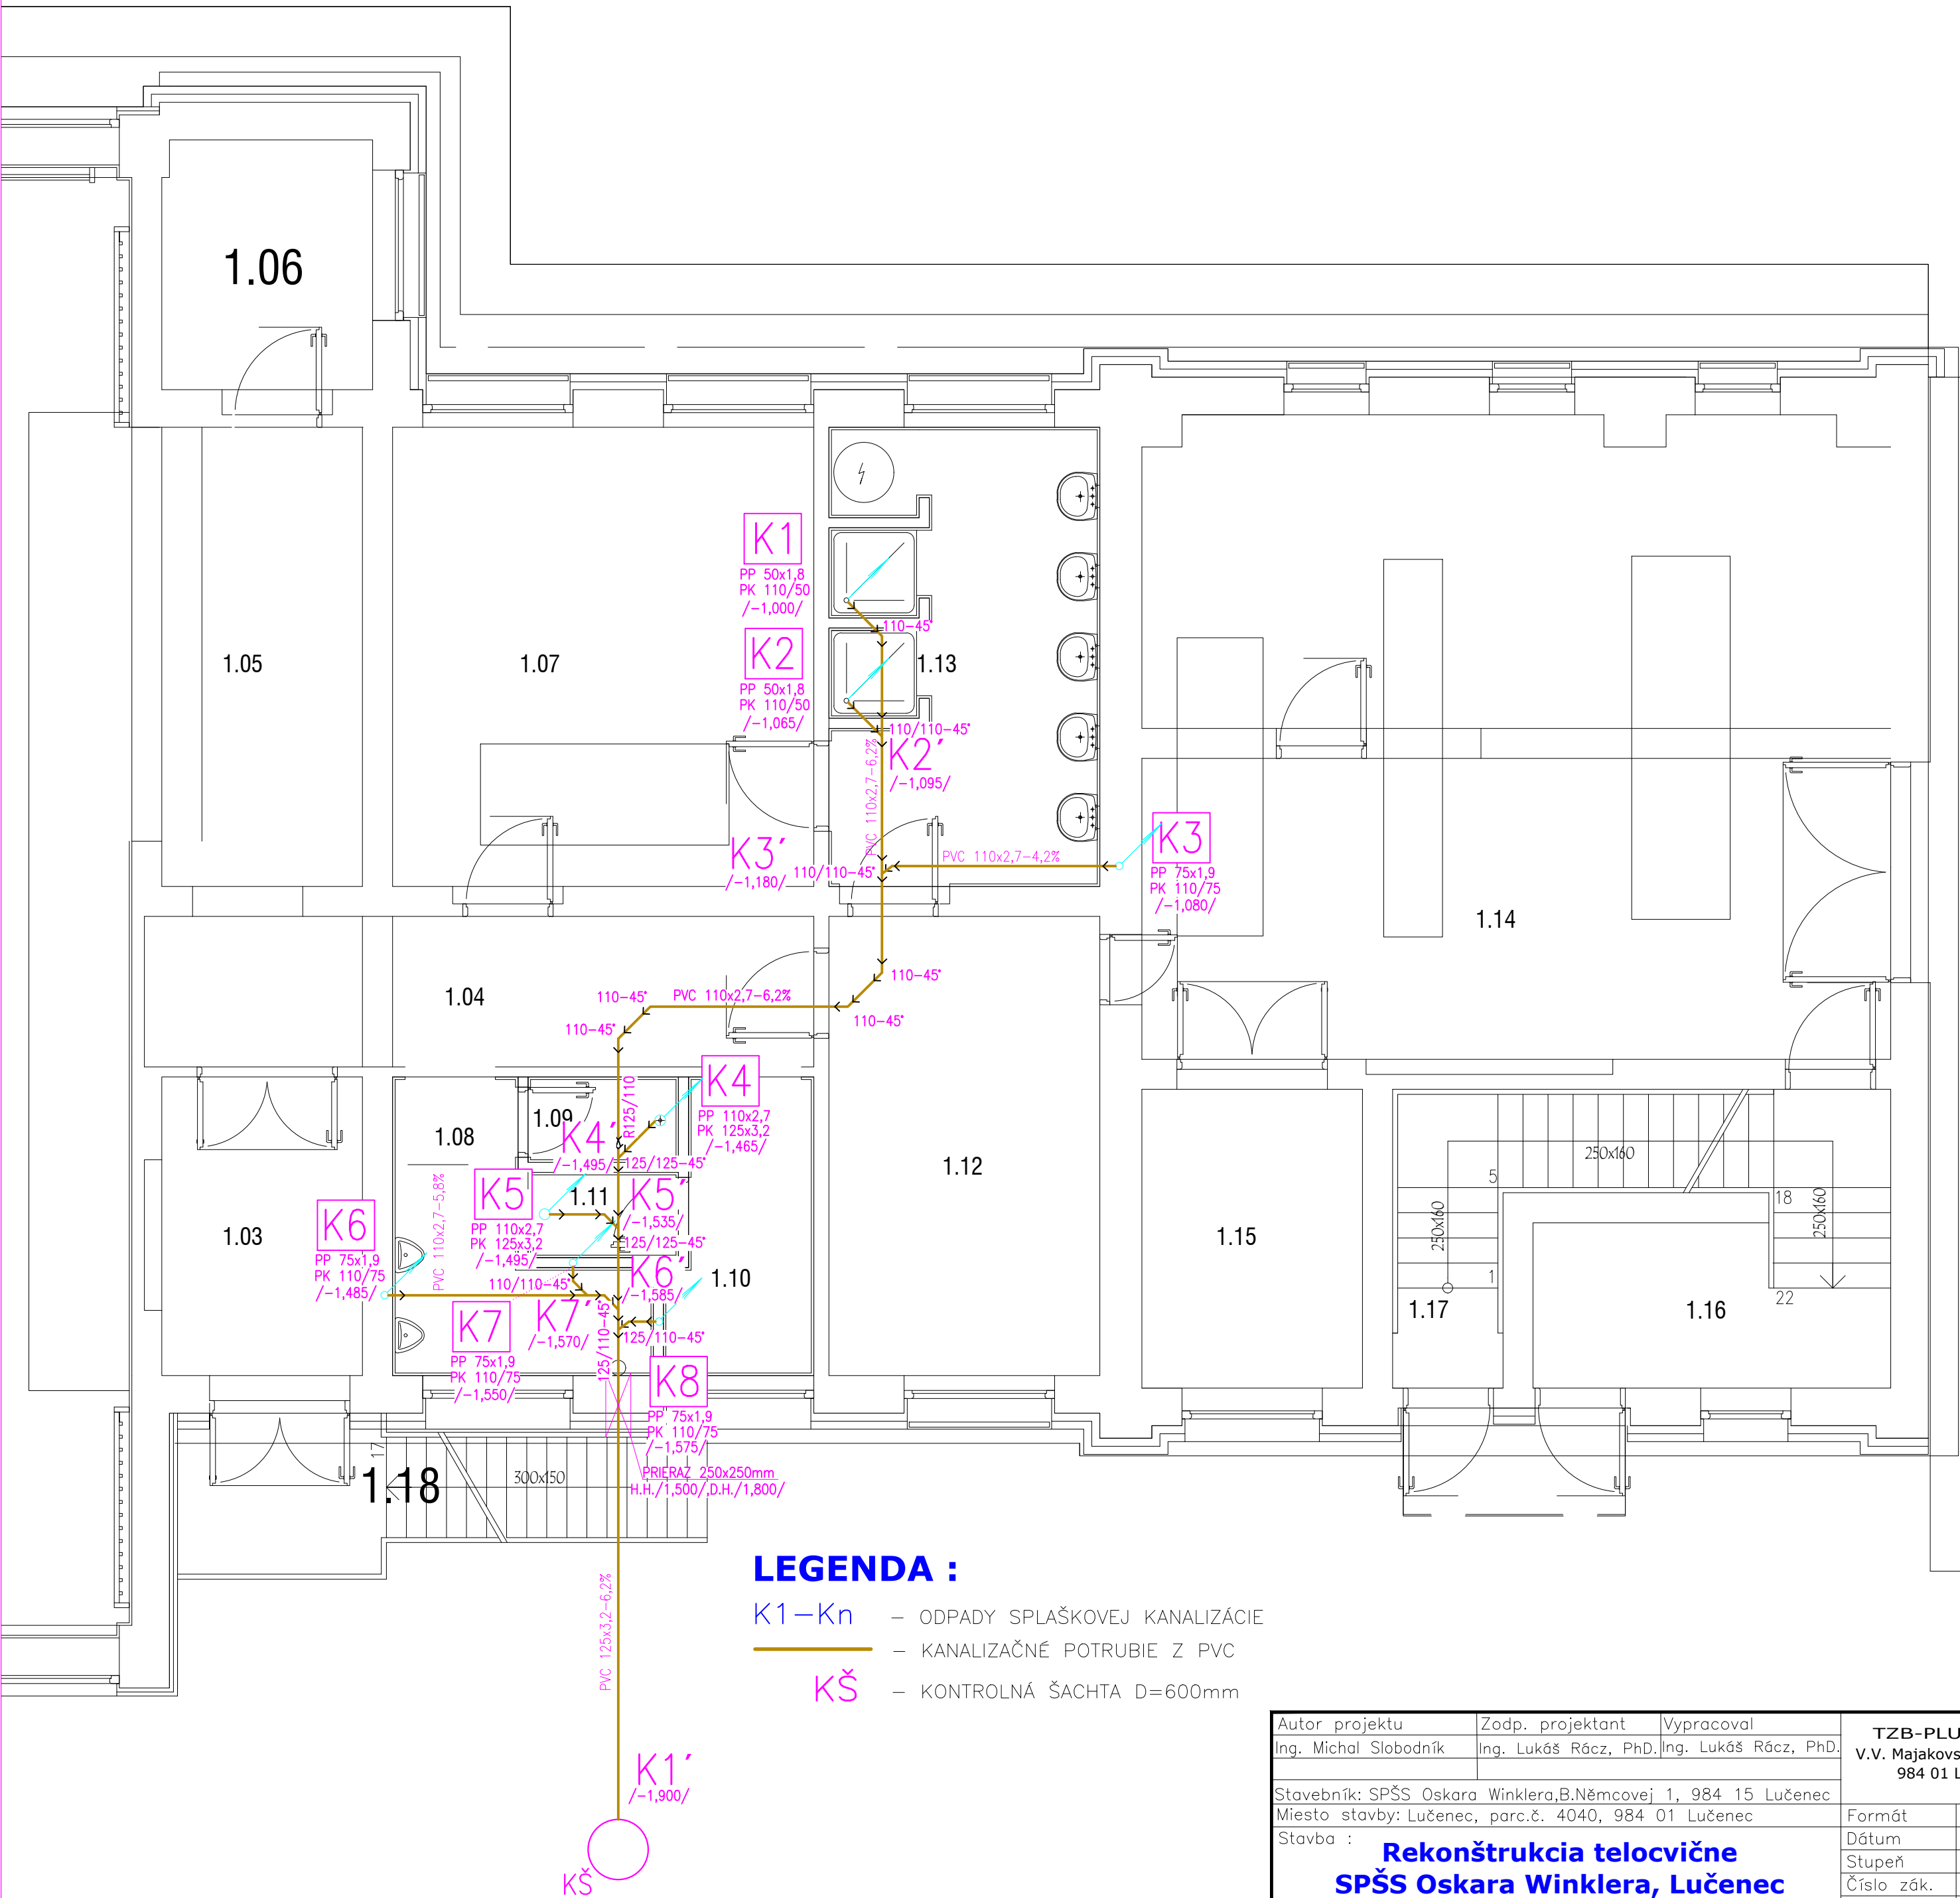 1.06
K1
PP 50x1,8
PK 110/50
/-1,000/
110-45°
K2
PP 50x1,8
PK 110/50
/-1,065/
1.05
1.07
1.13
110/110-45°
K2´
/-1,095/
PVC 110x2,7-6,2%
K3´
/-1,180/
110/110-45°
PVC 110x2,7-4,2%
K3
PP 75x1,9
PK 110/75
/-1,080/
1.14
110-45°
1.04
110-45°
PVC 110x2,7-6,2%
110-45°
110-45°
K4
PP 110x2,7
PK 125x3,2
/-1,465/
R125/110
1.09
1.08
K4´
/-1,495/
125/125-45°
1.12
250x160
5
18
250x160
250x160
1
22
PVC 110x2,7-5,8%
K5
PP 110x2,7
PK 125x3,2
/-1,495/
1.11
K5´
/-1,535/
125/125-45°
1.03
K6
PP 75x1,9
PK 110/75
/-1,485/
1.15
110/110-45°
K6´
/-1,585/
1.10
1.17
1.16
K7
PP 75x1,9
PK 110/75
/-1,550/
K7´
/-1,570/
125/110-45°
125/110-45°
K8
PP 75x1,9
PK 110/75
/-1,575/
PRIERAZ 250x250mm
H.H./1,500/,D.H./1,800/
17
1.18
300x150
PVC 125x3,2-6,2%
LEGENDA :
K1-Kn - ODPADY SPLAŠKOVEJ KANALIZÁCIE
- KANALIZAČNÉ POTRUBIE Z PVC
KŠ - KONTROLNÁ ŠACHTA D=600mm
K1´
/-1,900/
KŠ
Autor projektu Zodp. projektant Vypracoval
Ing. Michal Slobodník Ing. Lukáš Rácz, PhD. Ing. Lukáš Rácz, PhD.
TZB-PLU
V.V. Majakovs
984 01 L
Stavebník: SPŠS Oskara Winklera,B.Němcovej 1, 984 15 Lučenec
Miesto stavby: Lučenec, parc.č. 4040, 984 01 Lučenec
Formát
Stavba :
Dátum
Rekonštrukcia telocvične
Stupeň
SPŠS Oskara Winklera, Lučenec
Číslo zák.